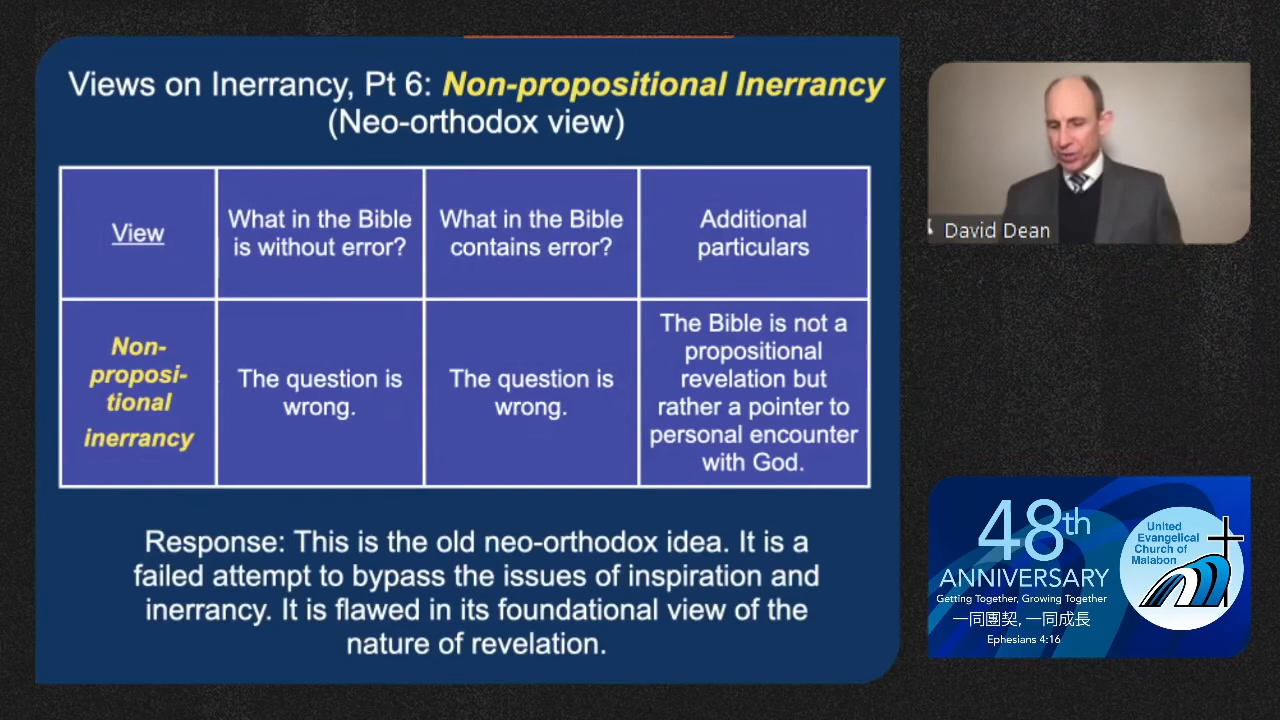 Views on Inerrancy, Pt 6: Non-propositional Inerrancy
(Neo-orthodox view)
View
What in the Bible
is without error?
What in the Bible
contains error?
Additional
particulars
Non-
proposi-
tional
inerrancy
The question is
wrong.
The question is
wrong.
The Bible is not a
propositional
revelation but
rather a pointer to
personal encounter
with God.
Response: This is the old neo-orthodox idea. It is a
failed attempt to bypass the issues of inspiration and
inerrancy. It is flawed in its foundational view of the
nature of revelation.
David Dean
48th
ANNIVERSARY
Getting Together, Growing Together
一同團契, 一同成長
Ephesians 4:16
United
Evangelical
Church of
Malabon